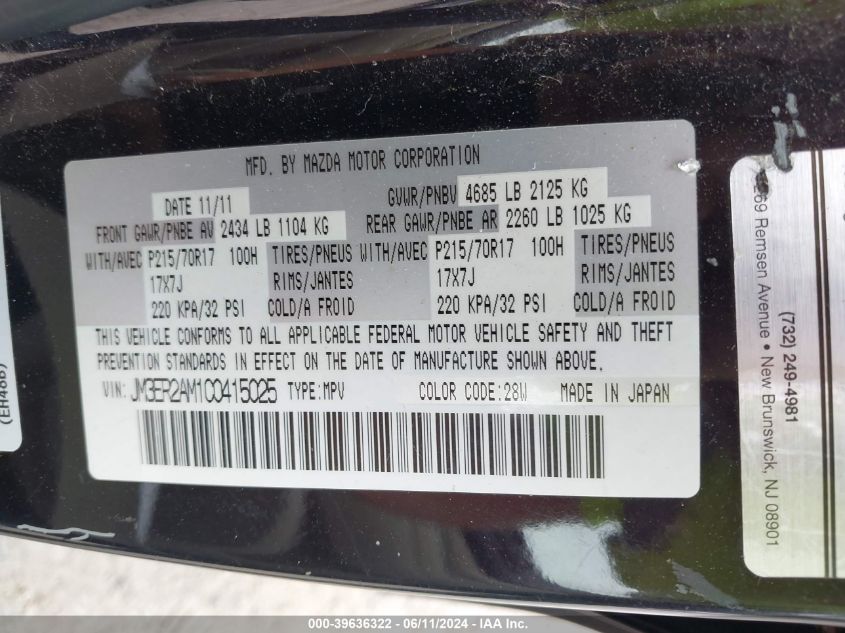 MFD. BY MAZDA MOTOR CORPORATION
DATE 11/11 GVWR/PNBV 4685 LB 2125 KG
FRONT GAWR/PNBE AV 2434 LB 1104 KG REAR GAWR/PNBE AR 2260 LB 1025 KG
WITH/AVEC P215/70R17 100H TIRES/PNEUS WITH/AVEC P215/70R17 100H TIRES/PNEUS
17X7J RIMS/JANTES 17X7J RIMS/JANTES
220 KPA/32 PSI COLD/A FROID 220 KPA/32 PSI COLD/A FROID
THIS VEHICLE CONFORMS TO ALL APPLICABLE FEDERAL MOTOR VEHICLE SAFETY AND THEFT
PREVENTION STANDARDS IN EFFECT ON THE DATE OF MANUFACTURE SHOWN ABOVE.
VIN: JM3ER2AM1C0415025 TYPE:MPV COLOR CODE:28W MADE IN JAPAN
(EH486)
269 Remsen Avenue • New Brunswick, NJ 08901
(732) 249-4981
000-39636322 - 06/11/2024 - IAA Inc.